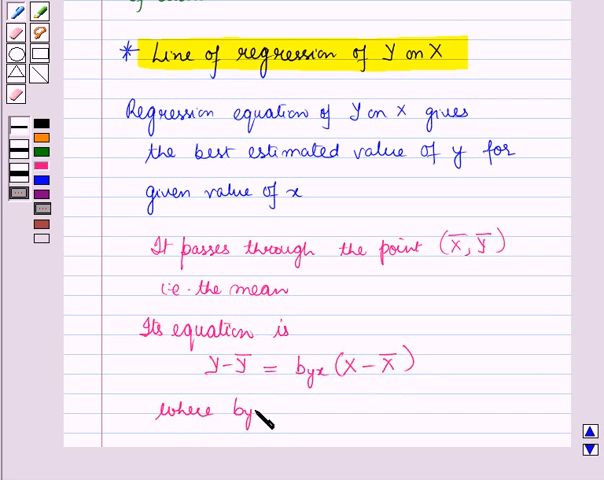 * Line of regression of Y on X
Regression equation of Y on X gives
the best estimated value of y for
given value of x
It passes through the point (X̅, Y̅)
i.e. the mean
Its equation is
Y-Y̅ = byx (X-X̅)
where by